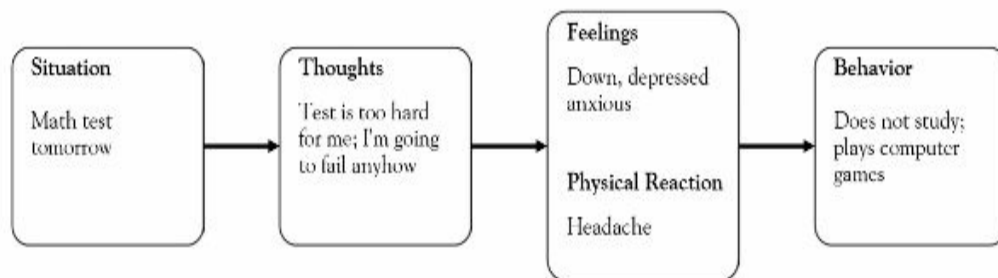 Situation
Math test
tomorrow
Thoughts
Test is too hard
for me; I'm going
to fail anyhow
Feelings
Down, depressed
anxious
Physical Reaction
Headache
Behavior
Does not study;
plays computer
games